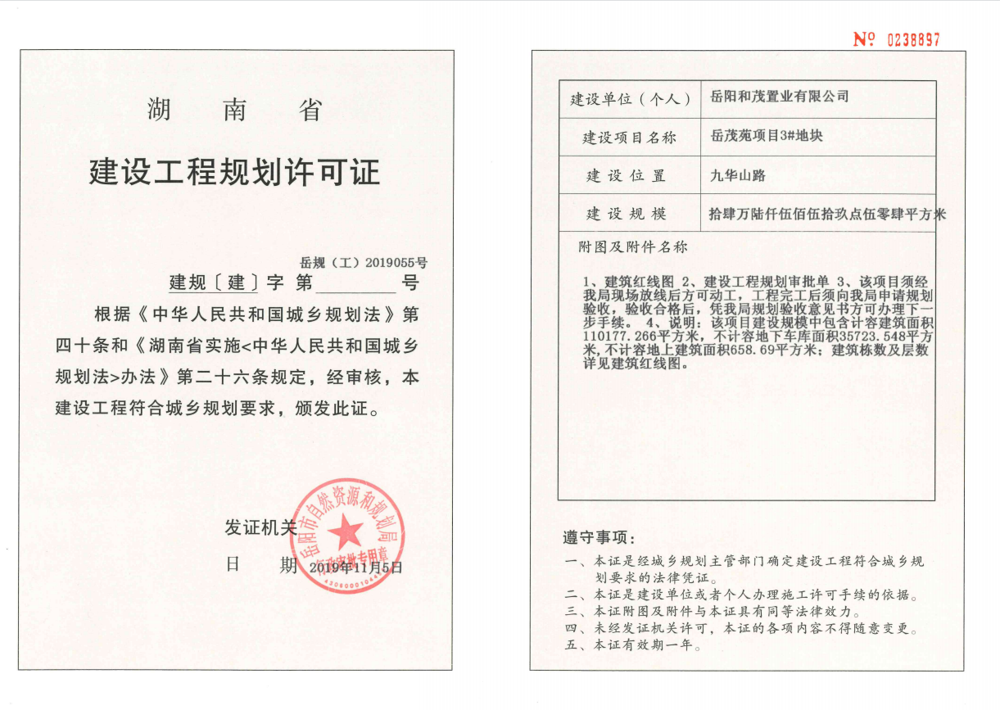 № 0238897
湖南省
建设工程规划许可证
岳规（工）2019055号
建规〔建〕字 第 号
根据《中华人民共和国城乡规划法》第
四十条和《湖南省实施<中华人民共和国城乡
规划法>办法》第二十六条规定，经审核，本
建设工程符合城乡规划要求，颁发此证。
发证机关
日 期 2019年11月5日
岳阳市自然资源和规划局
行政审批专用章
建设单位（个人） 岳阳和茂置业有限公司
建设项目名称 岳茂苑项目3#地块
建设位置 九华山路
建设规模 拾肆万陆仟伍佰伍拾玖点伍零肆平方米
附图及附件名称
1、建筑红线图 2、建设工程规划审批单 3、该项目须经
我局现场放线后方可动工，工程完工后须向我局申请规划
验收，验收合格后，凭我局规划验收意见书方可办理下一
步手续。 4、说明：该项目建设规模中包含计容建筑面积
110177.266平方米，不计容地下车库面积35723.548平方
米,不计容地上建筑面积658.69平方米；建筑栋数及层数
详见建筑红线图。
遵守事项：
一、本证是经城乡规划主管部门确定建设工程符合城乡规
划要求的法律凭证。
二、本证是建设单位或者个人办理施工许可手续的依据。
三、本证附图及附件与本证具有同等法律效力。
四、未经发证机关许可，本证的各项内容不得随意变更。
五、本证有效期一年。